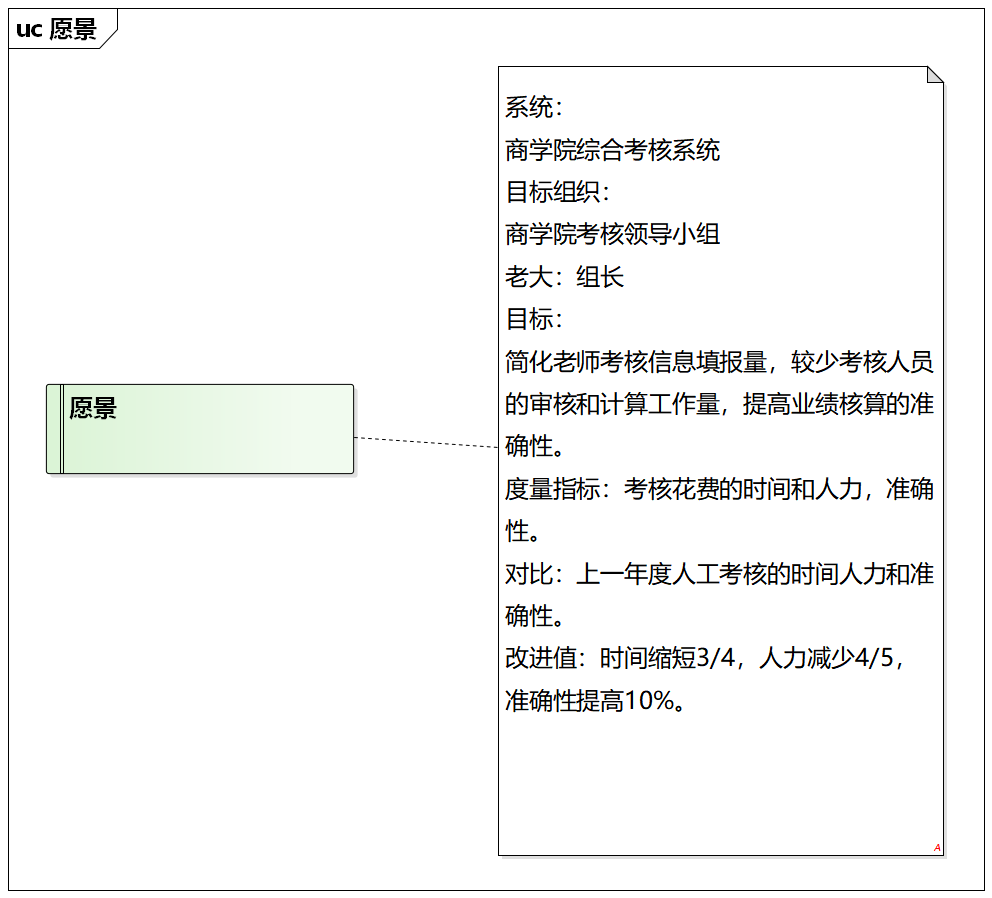 uc 愿景
愿景
系统：
商学院综合考核系统
目标组织：
商学院考核领导小组
老大：组长
目标：
简化老师考核信息填报量，较少考核人员
的审核和计算工作量，提高业绩核算的准
确性。
度量指标：考核花费的时间和人力，准确
性。
对比：上一年度人工考核的时间人力和准
确性。
改进值：时间缩短3/4，人力减少4/5，
准确性提高10%。
A